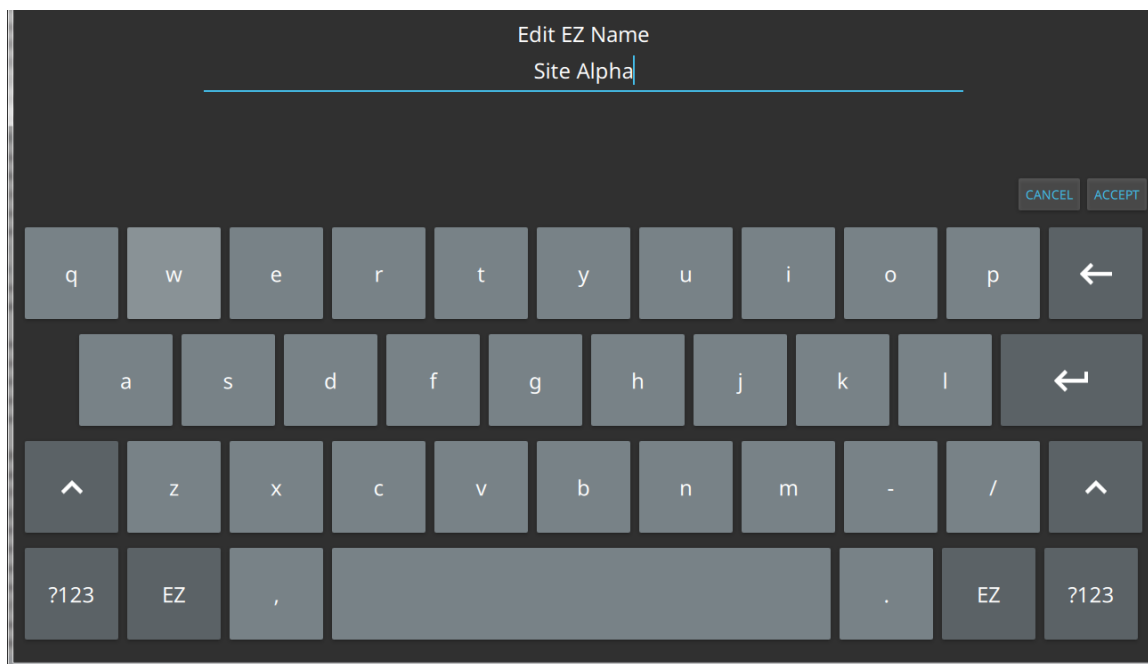 Edit EZ Name
Site Alpha
CANCEL ACCEPT
q w e r t y u i o p
a s d f g h j k l
z x c v b n m - /
?123 EZ , . EZ ?123